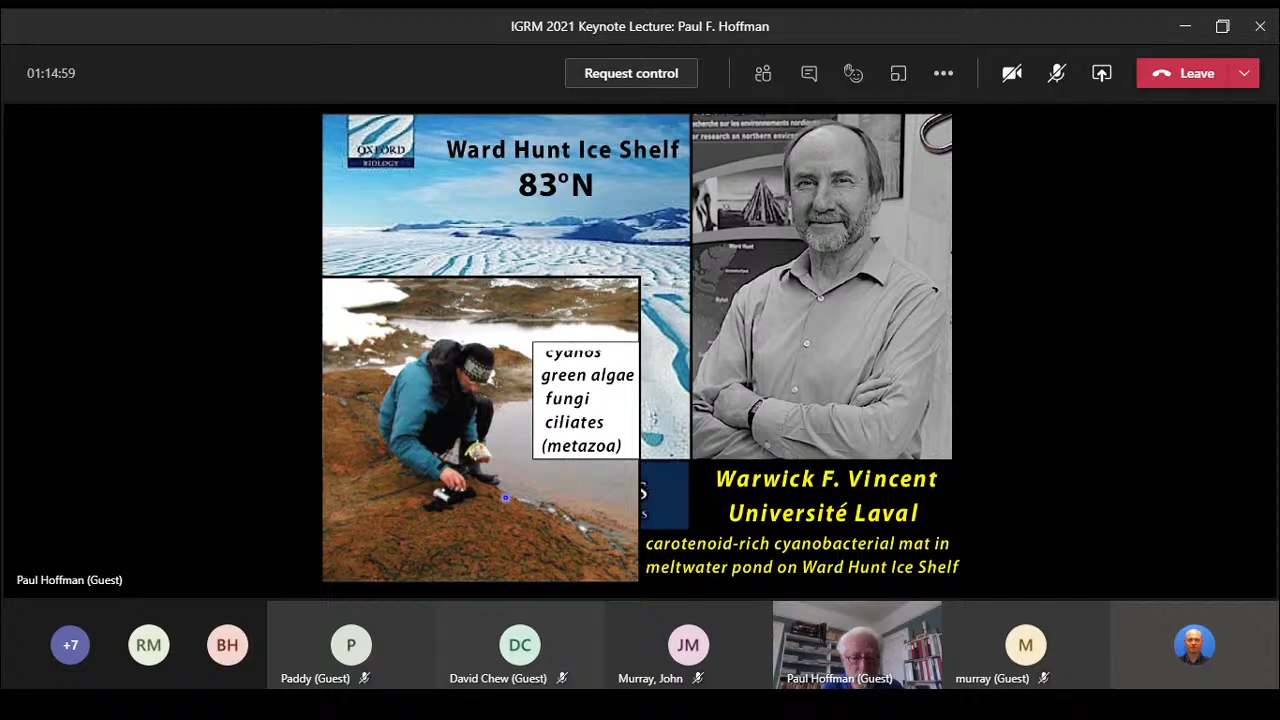 IGRM 2021 Keynote Lecture: Paul F. Hoffman
01:14:59
Request control
Leave
OXFORD
BIOLOGY
Ward Hunt Ice Shelf
83°N
Ward Hunt
cyanos
green algae
fungi
ciliates
(metazoa)
Warwick F. Vincent
Université Laval
carotenoid-rich cyanobacterial mat in
meltwater pond on Ward Hunt Ice Shelf
Paul Hoffman (Guest)
+7
RM
BH
P
DC
JM
M
Paddy (Guest)
David Chew (Guest)
Murray, John
Paul Hoffman (Guest)
murray (Guest)